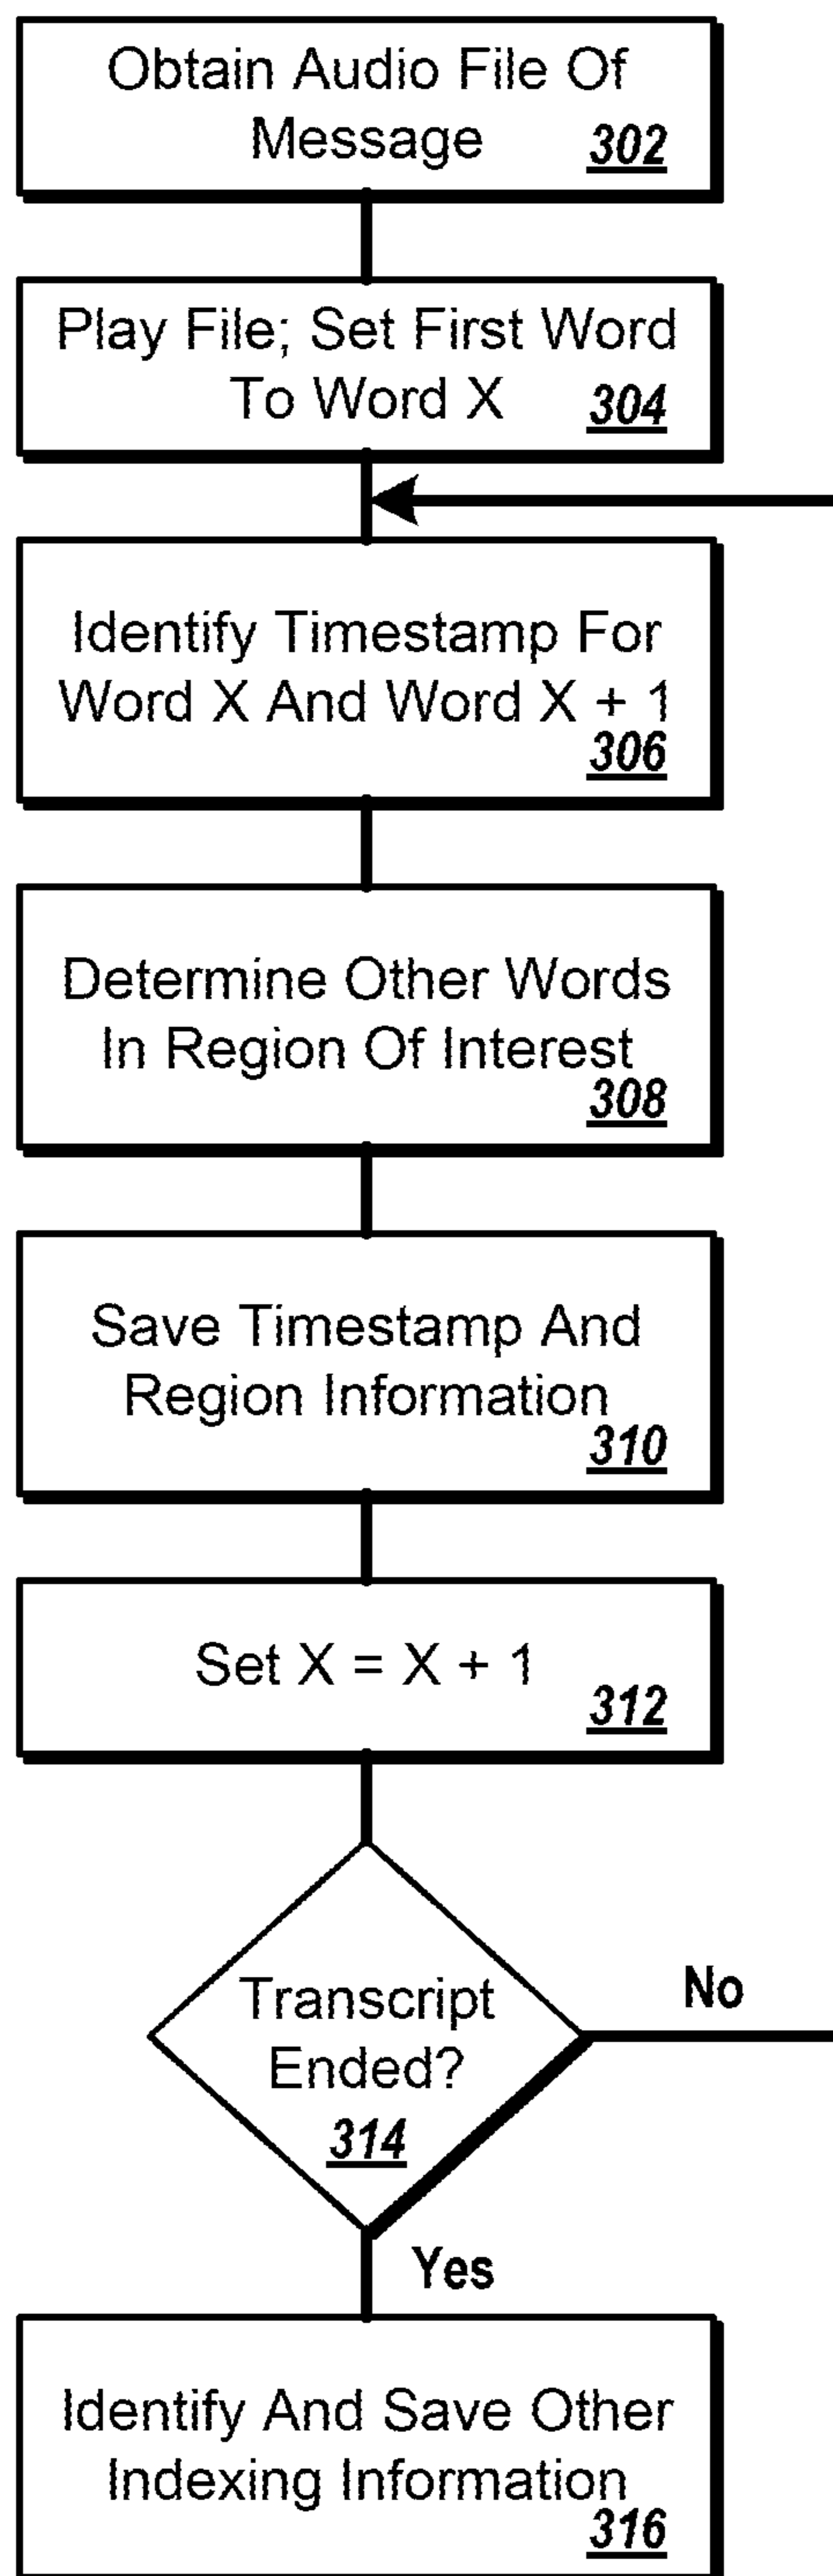 Obtain Audio File Of
Message 302
Play File; Set First Word
To Word X 304
Identify Timestamp For
Word X And Word X + 1
306
Determine Other Words
In Region Of Interest
308
Save Timestamp And
Region Information
310
Set X = X + 1
312
Transcript
Ended?
314
No
Yes
Identify And Save Other
Indexing Information
316